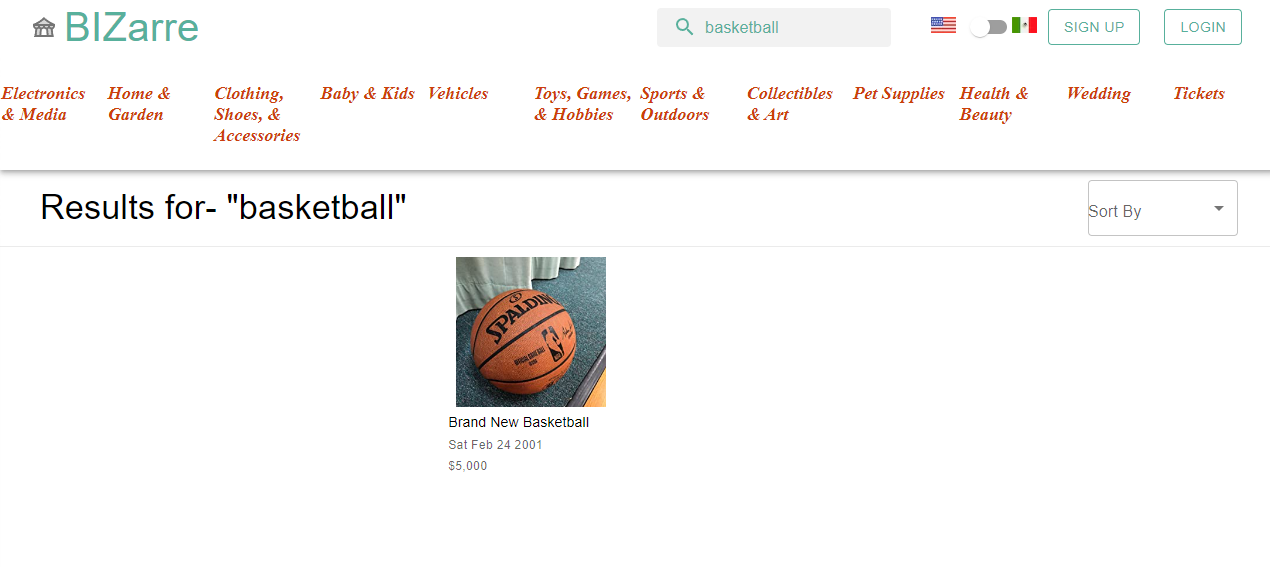 BIZarre
basketball
SIGN UP
LOGIN
Electronics & Media
Home & Garden
Clothing, Shoes, & Accessories
Baby & Kids
Vehicles
Toys, Games, & Hobbies
Sports & Outdoors
Collectibles & Art
Pet Supplies
Health & Beauty
Wedding
Tickets
Results for- "basketball"
Sort By
SPALDING
Brand New Basketball
Sat Feb 24 2001
$5,000